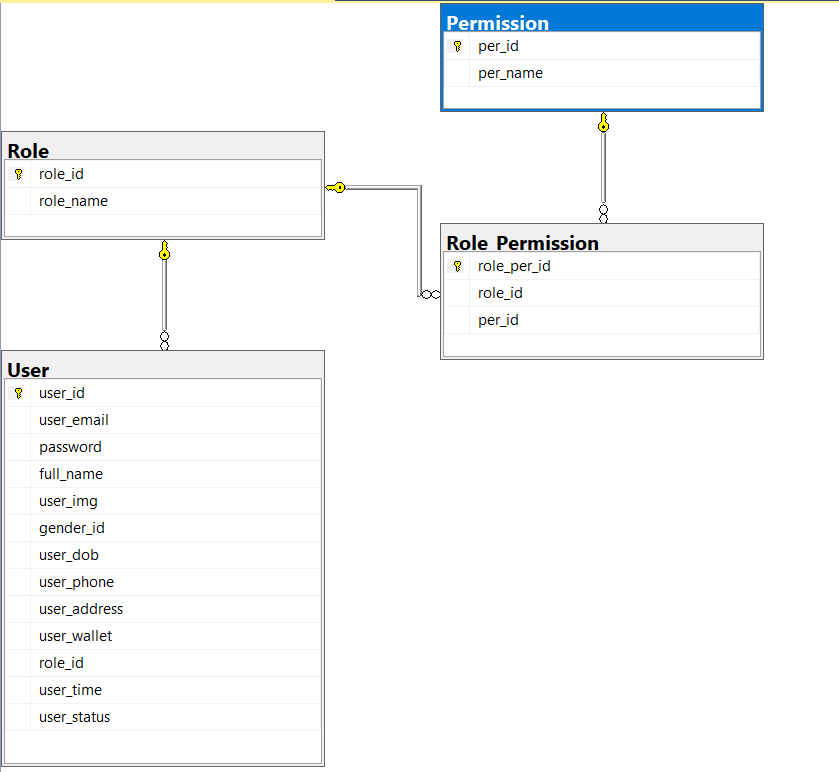 Permission
per_id
per_name
Role
role_id
role_name
Role_Permission
role_per_id
role_id
per_id
User
user_id
user_email
password
full_name
user_img
gender_id
user_dob
user_phone
user_address
user_wallet
role_id
user_time
user_status